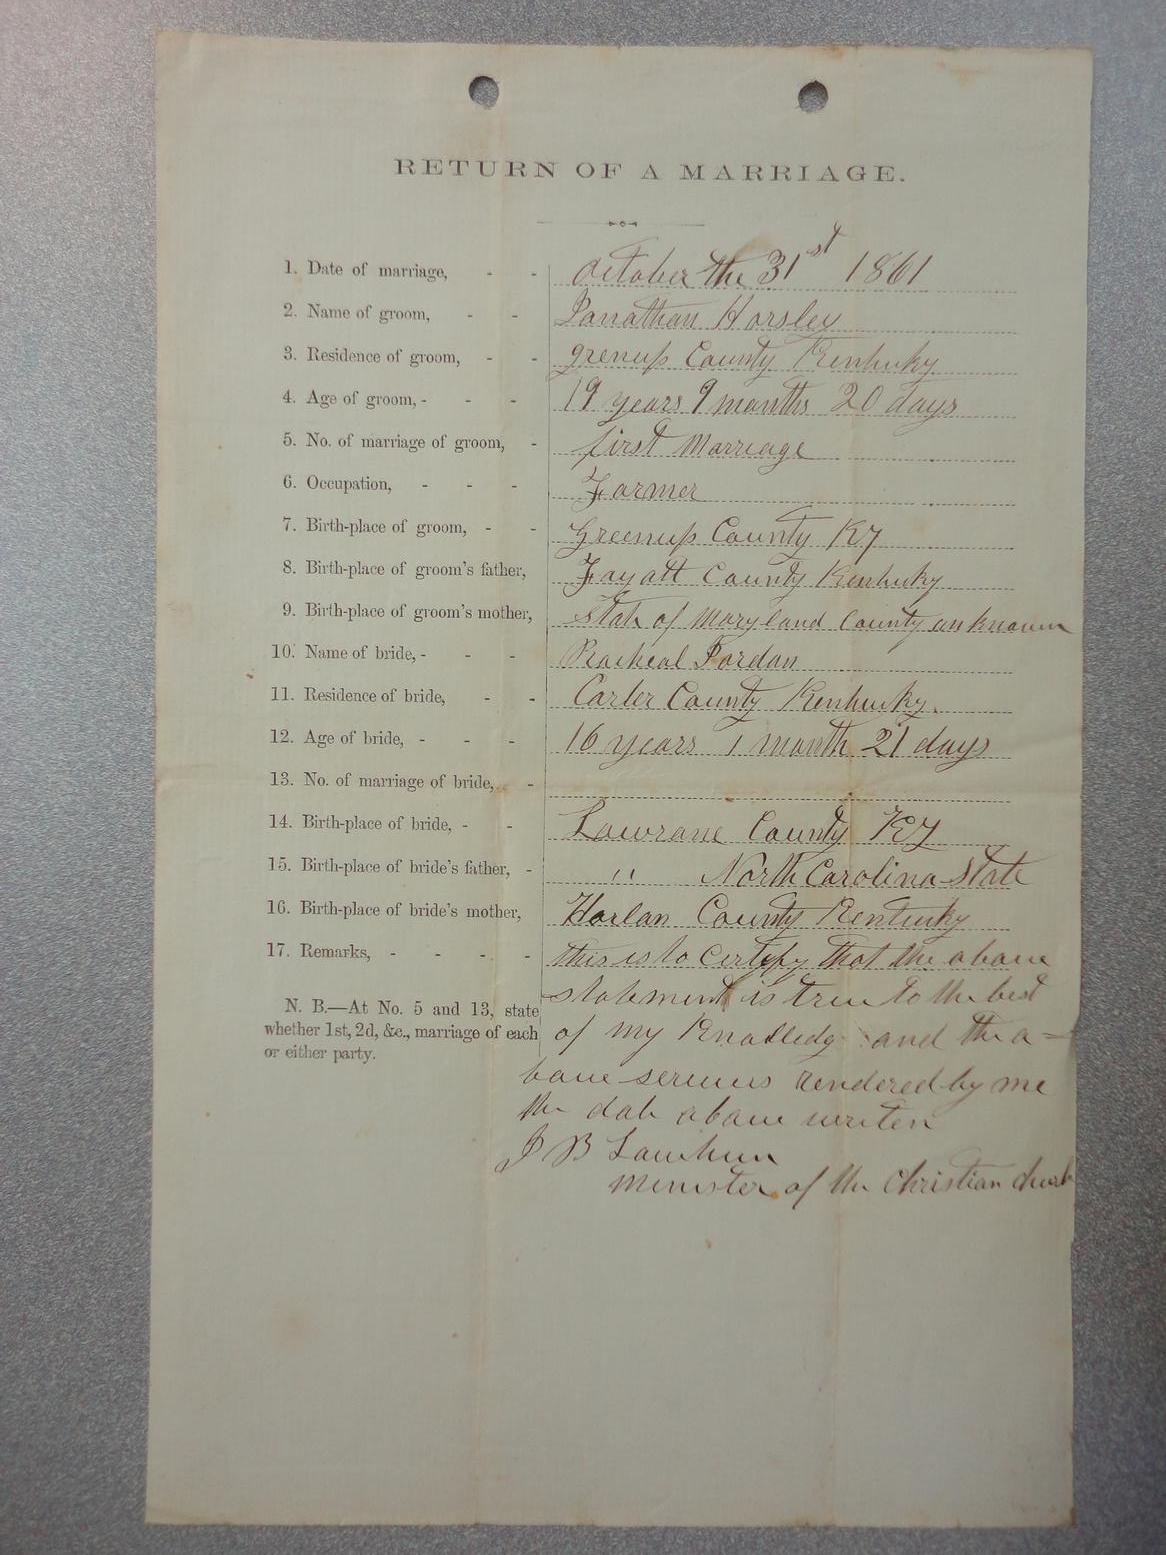 RETURN OF A MARRIAGE.
1. Date of marriage, - - October the 31st 1861
2. Name of groom, - - Jonathan Horsley
3. Residence of groom, - - grenup County Kentucky
4. Age of groom, - - - 19 years 9 months 20 days
5. No. of marriage of groom, - first Marriage
6. Occupation, - - - Farmer
7. Birth-place of groom, - - Greenup County KY
8. Birth-place of groom's father, Fayatt County Kentucky
9. Birth-place of groom's mother, State of Maryland County unknown
10. Name of bride, - - - Racheal Jordan
11. Residence of bride, - - Carter County Kentucky.
12. Age of bride, - - - 16 years 1 month 21 days
13. No. of marriage of bride, -
14. Birth-place of bride, - - County KY
15. Birth-place of bride's father, - " North Carolina State
16. Birth-place of bride's mother, Harlan County Kentucky
17. Remarks, - - - - this is to certify that the above
statement is true to the best
N. B.—At No. 5 and 13, state
whether 1st, 2d, &c., marriage of each
or either party.
of my and the a-
bove rendered by me
the date above writen
J B
minister of the Christian church